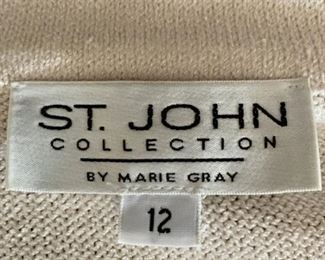 ST. JOHN
COLLECTION
BY MARIE GRAY
12